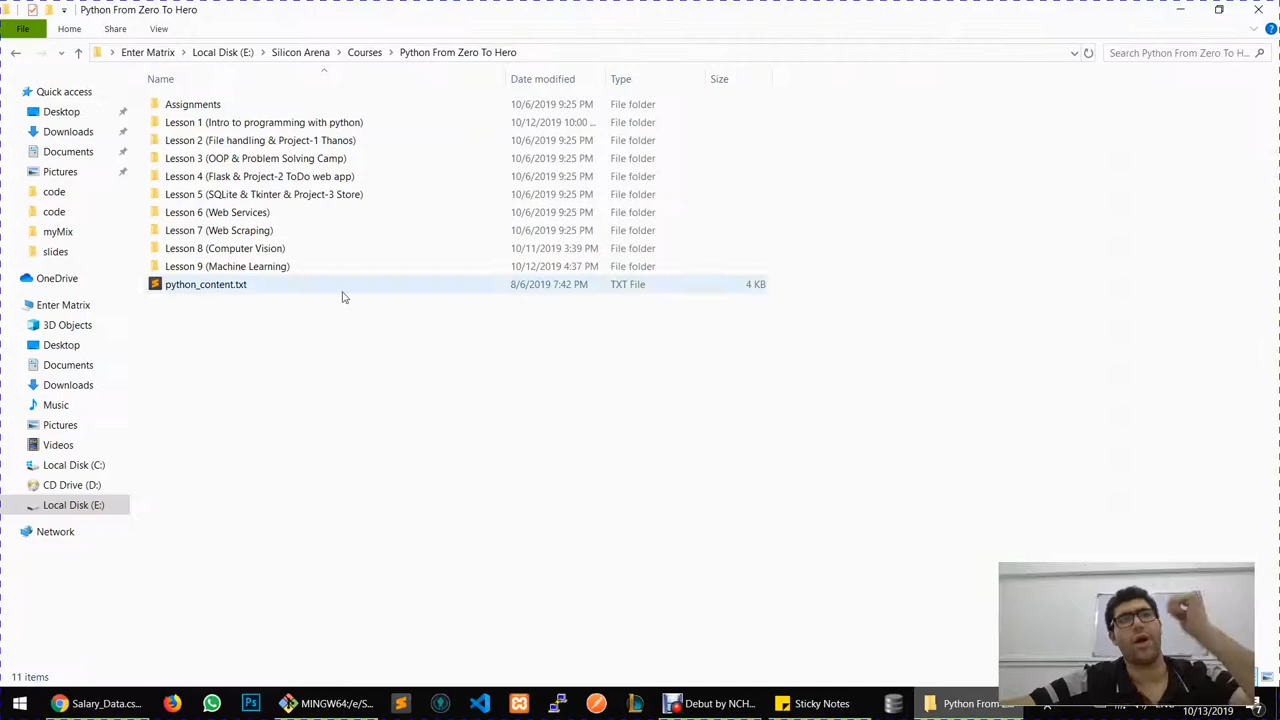 Python From Zero To Hero
File Home Share View
Enter Matrix Local Disk (E:) Silicon Arena Courses Python From Zero To Hero
Search Python From Zero To H...
Name Date modified Type Size
Quick access
Desktop
Downloads
Documents
Pictures
code
code
myMix
slides
OneDrive
Enter Matrix
3D Objects
Desktop
Documents
Downloads
Music
Pictures
Videos
Local Disk (C:)
CD Drive (D:)
Local Disk (E:)
Network
Assignments 10/6/2019 9:25 PM File folder
Lesson 1 (Intro to programming with python) 10/12/2019 10:00 ... File folder
Lesson 2 (File handling & Project-1 Thanos) 10/6/2019 9:25 PM File folder
Lesson 3 (OOP & Problem Solving Camp) 10/6/2019 9:25 PM File folder
Lesson 4 (Flask & Project-2 ToDo web app) 10/6/2019 9:25 PM File folder
Lesson 5 (SQLite & Tkinter & Project-3 Store) 10/6/2019 9:25 PM File folder
Lesson 6 (Web Services) 10/6/2019 9:25 PM File folder
Lesson 7 (Web Scraping) 10/6/2019 9:25 PM File folder
Lesson 8 (Computer Vision) 10/11/2019 3:39 PM File folder
Lesson 9 (Machine Learning) 10/12/2019 4:37 PM File folder
python_content.txt 8/6/2019 7:42 PM TXT File 4 KB
11 items
Salary_Data.cs... MINGW64:/e/S... Debut by NCH... Sticky Notes Python From Z...
10/13/2019